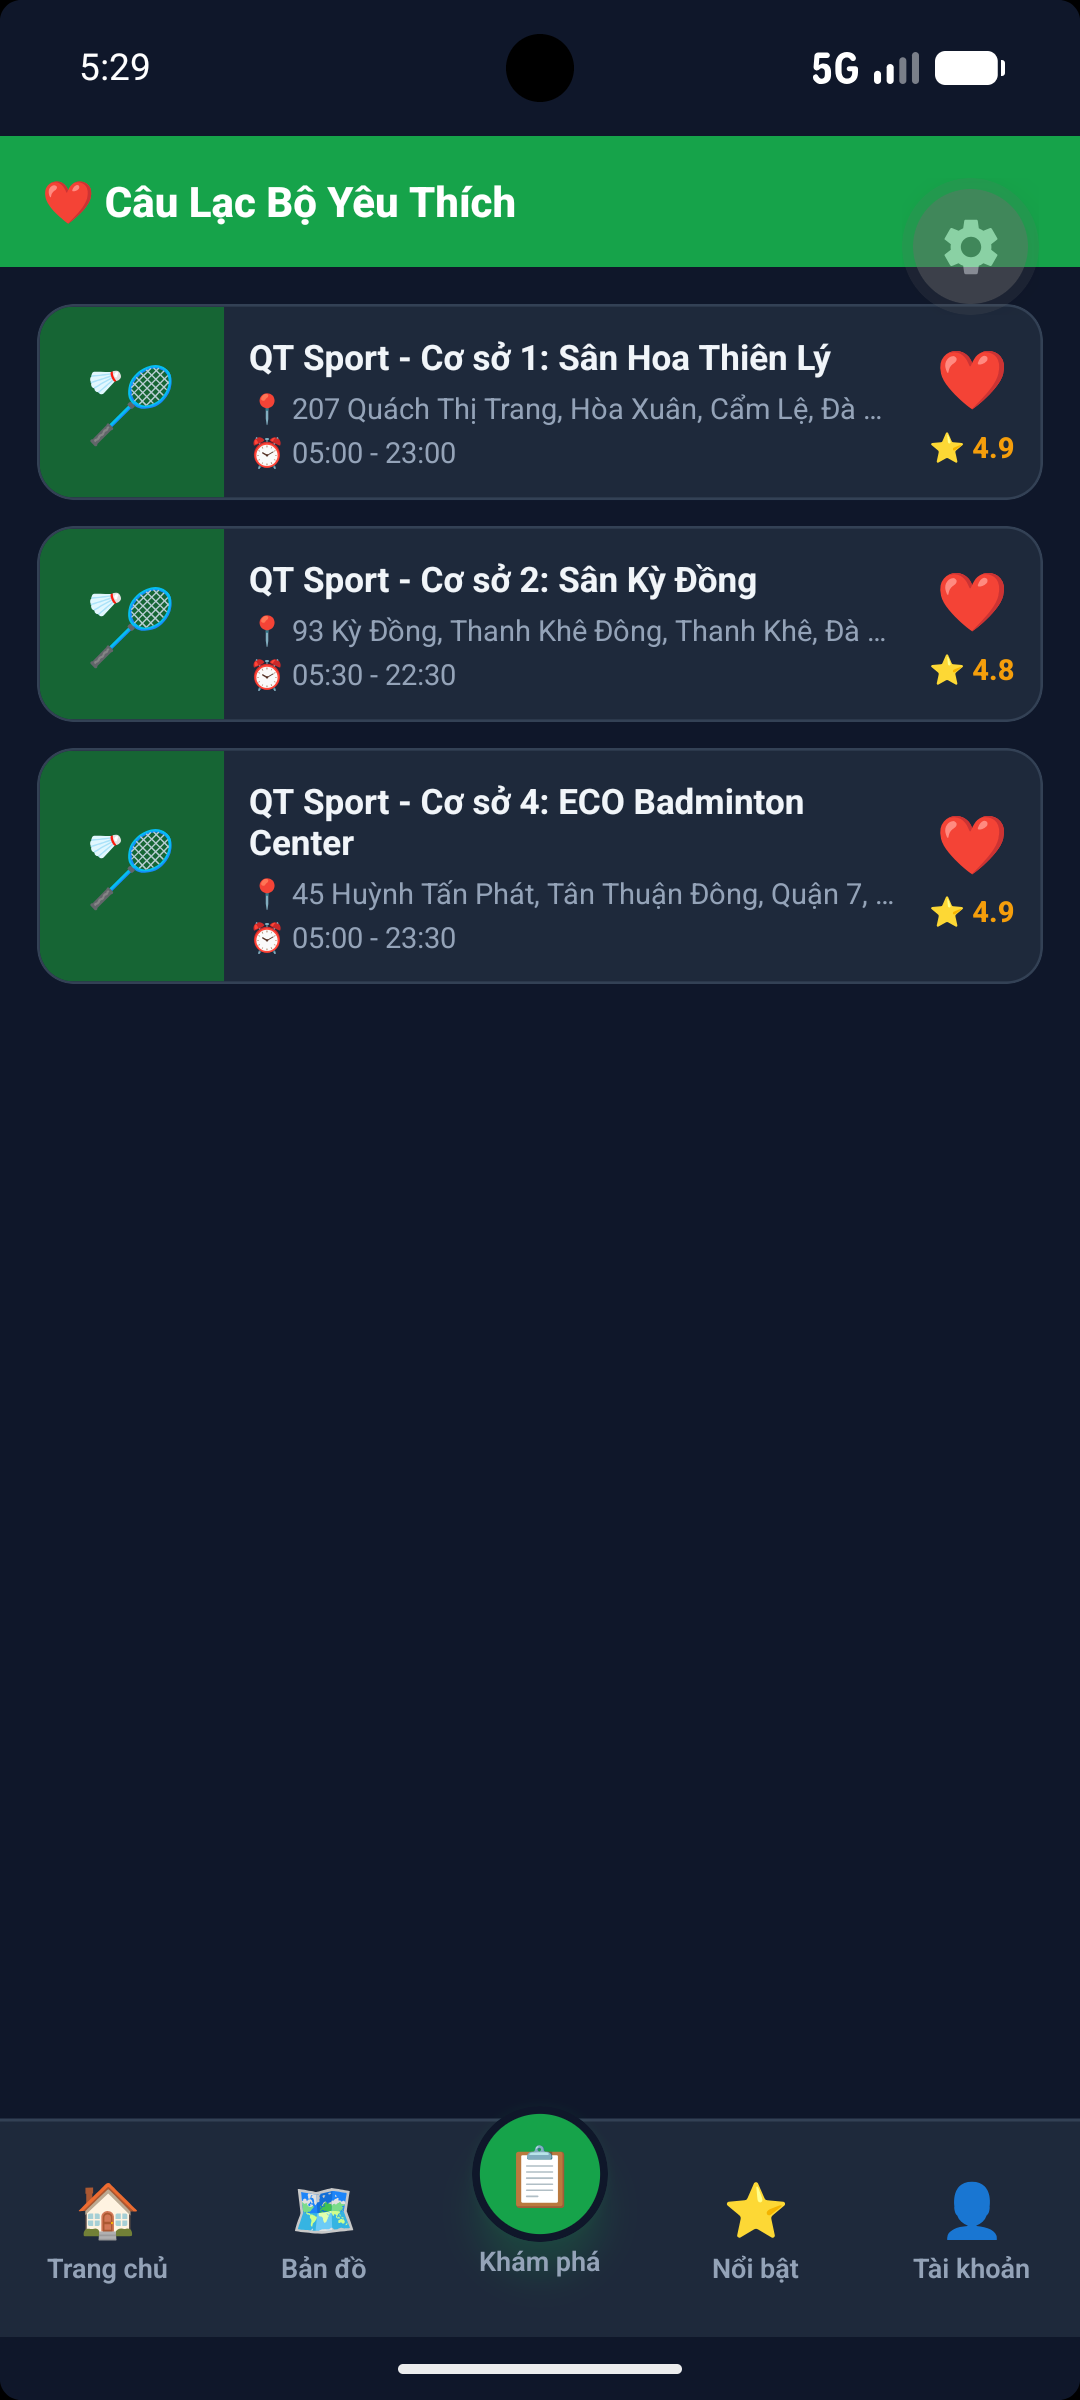 5:29
5G
Câu Lạc Bộ Yêu Thích
QT Sport - Cơ sở 1: Sân Hoa Thiên Lý
207 Quách Thị Trang, Hòa Xuân, Cẩm Lệ, Đà ...
05:00 - 23:00
4.9
QT Sport - Cơ sở 2: Sân Kỳ Đồng
93 Kỳ Đồng, Thanh Khê Đông, Thanh Khê, Đà ...
05:30 - 22:30
4.8
QT Sport - Cơ sở 4: ECO Badminton
Center
45 Huỳnh Tấn Phát, Tân Thuận Đông, Quận 7, ...
05:00 - 23:30
4.9
Trang chủ
Bản đồ
Khám phá
Nổi bật
Tài khoản